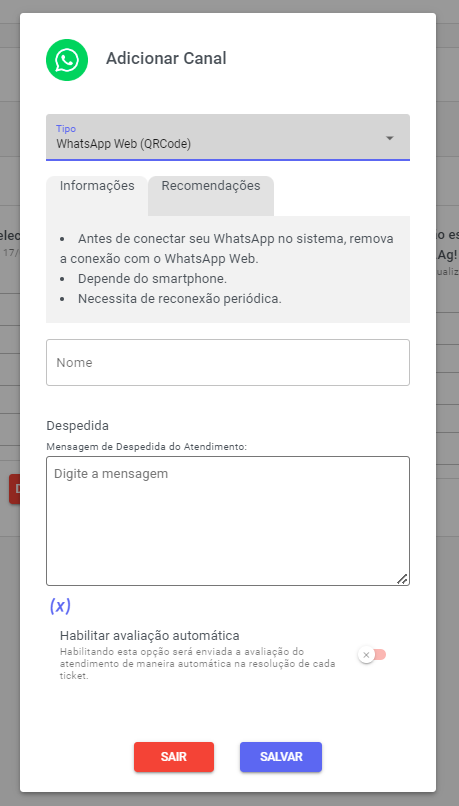 Adicionar Canal
Tipo
WhatsApp Web (QRCode)
Informações
Recomendações
• Antes de conectar seu WhatsApp no sistema, remova
a conexão com o WhatsApp Web.
• Depende do smartphone.
• Necessita de reconexão periódica.
Nome
Despedida
Mensagem de Despedida do Atendimento:
Digite a mensagem
(x)
Habilitar avaliação automática
Habilitando esta opção será enviada a avaliação do
atendimento de maneira automática na resolução de cada
ticket.
SAIR
SALVAR